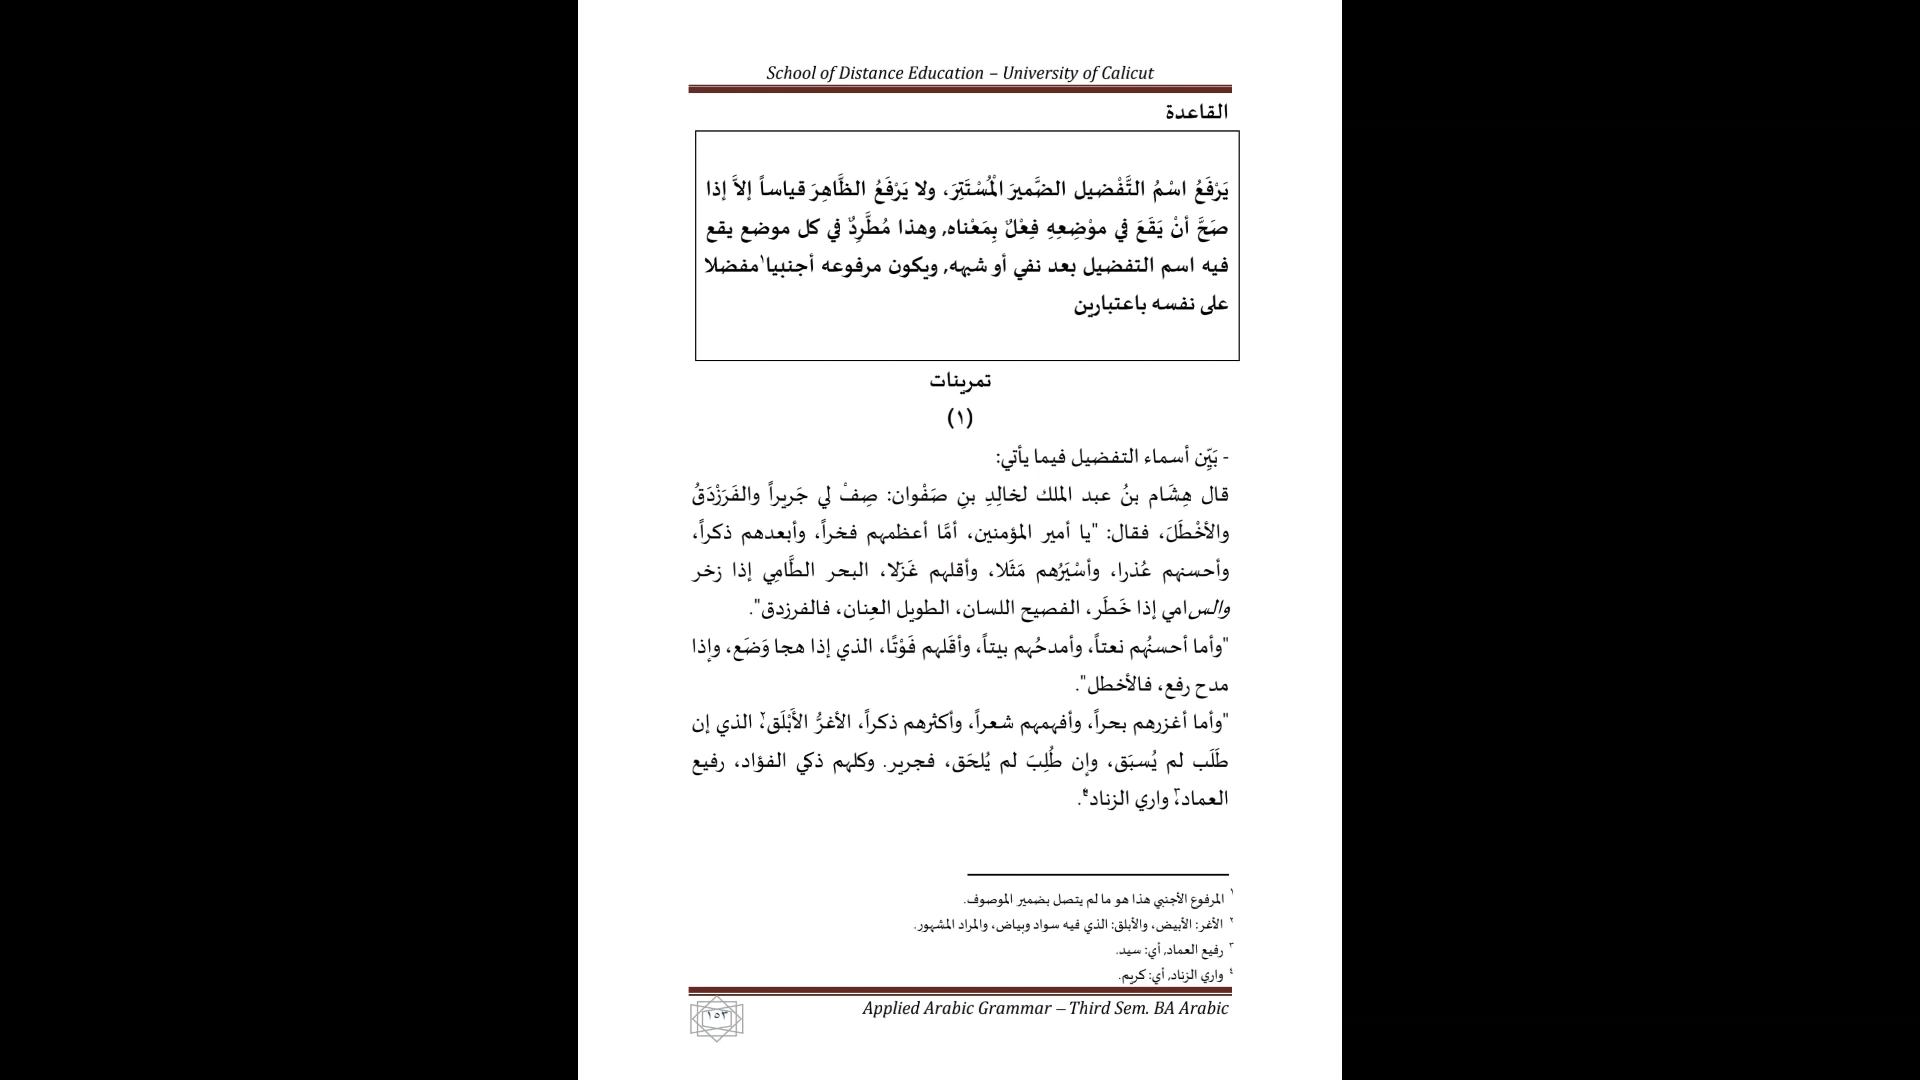 School of Distance Education – University of Calicut
القاعدة
يَرْفَعُ اسْمُ التَّفْضيل الضَّميرَ المُسْتَتِرَ، ولا يَرْفَعُ الظَّاهِرَ قياساً إلاَّ إذا
صَحَّ أنْ يَقَعَ في موْضِعِهِ فِعْلٌ بِمَعْناه, وهذا مُطَّرِدٌ في كل موضع يقع
فيه اسم التفضيل بعد نفي أو شبهه, ويكون مرفوعه أجنبيا١مفضلا
على نفسه باعتبارين
تمرينات
(١)
- بَيِّن أسماء التفضيل فيما يأتي:
قال هِشَام بنُ عبد الملك لخالِدِ بنِ صَفْوان: صِفْ لي جَريراً والفَرَزْدَقُ
والأخْطَلَ، فقال: "يا أمير المؤمنين، أمَّا أعظمهم فخراً، وأبعدهم ذكراً،
وأحسنهم عُذرا، وأسْيَرُهم مَثَلا، وأقلهم غَزَلا، البحر الطَّامِي إذا زخر
والسامي إذا خَطَر، الفصيح اللسان، الطويل العِنان، فالفرزدق".
"وأما أحسنُهم نعتاً، وأمدحُهم بيتاً، وأقَلهم فَوْتًا، الذي إذا هجا وَضَع، وإذا
مدح رفع، فالأخطل".
"وأما أغزرهم بحراً، وأفهمهم شعراً، وأكثرهم ذكراً، الأغرُّ الأَبْلَق٢، الذي إن
طَلَب لم يُسبَق، وإن طُلِبَ لم يُلحَق، فجرير. وكلهم ذكي الفؤاد، رفيع
العماد٣، واري الزناد٤.
١ المرفوع الأجنبي هذا هو ما لم يتصل بضمير الموصوف.
٢ الأغر: الأبيض، والأبلق: الذي فيه سواد وبياض، والمراد المشهور.
٣ رفيع العماد, أي: سيد.
٤ واري الزناد, أي: كريم.
Applied Arabic Grammar – Third Sem. BA Arabic
١٥٣